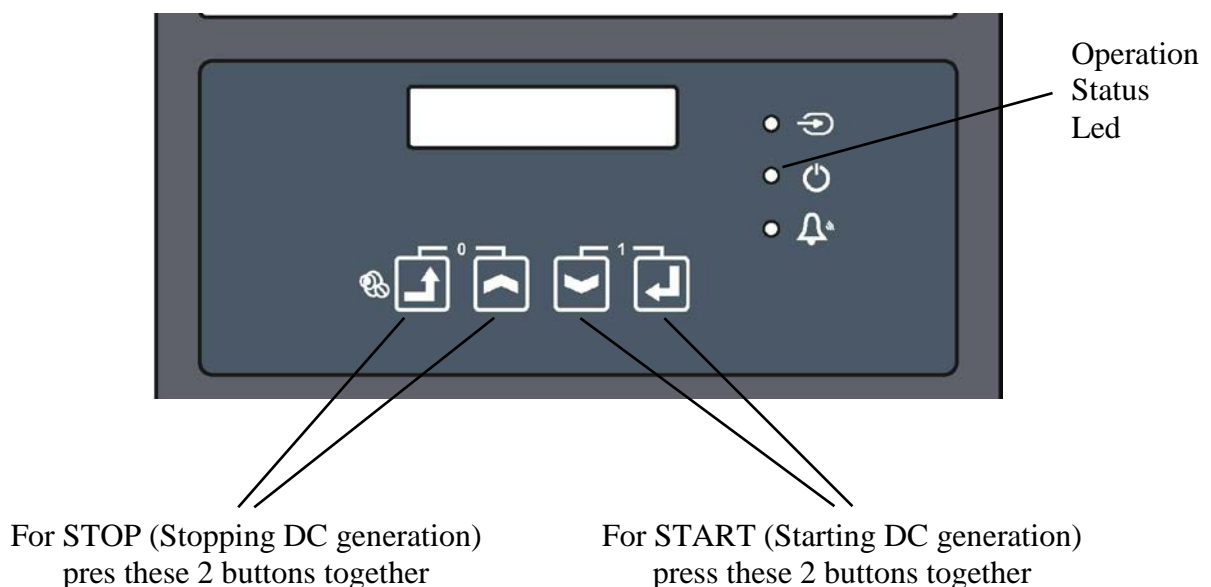 Operation
Status
Led
0
1
For STOP (Stopping DC generation)
pres these 2 buttons together
For START (Starting DC generation)
press these 2 buttons together